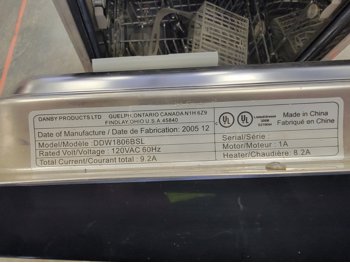 DANBY PRODUCTS LTD GUELPH, ONTARIO CANADA, N1H 6Z9
FINDLAY, OHIO U.S.A. 45840
Made in China
Fabriqué en China
Date of Manufacture / Date de Fabrication: 2005 12
Model/Modèle: DDW1806BSL
Serial/Série
Rated Volt/Voltage : 120VAC 60Hz
Motor/Moteur : 1A
Total Current/Courant total : 9.2A
Heater/Chaudière: 8.2A